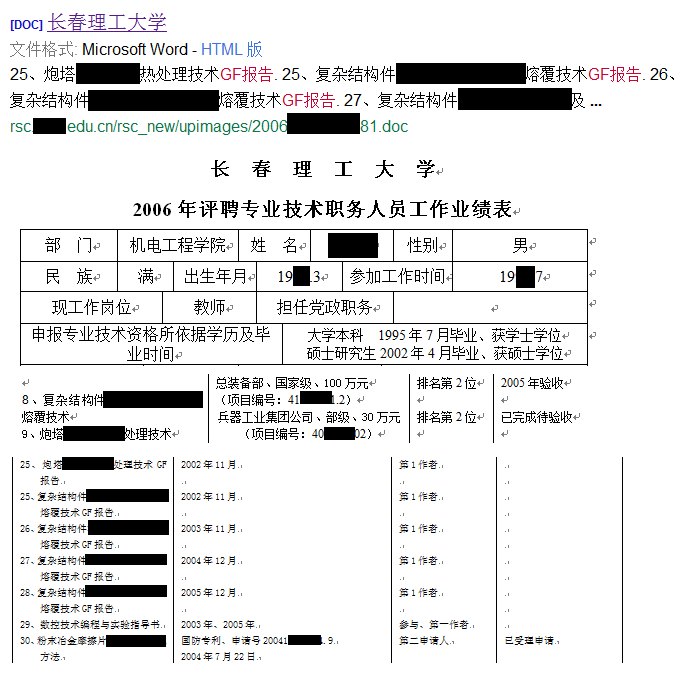 [DOC] 长春理工大学
文件格式: Microsoft Word - HTML 版
25、炮塔 热处理技术GF报告. 25、复杂结构件 熔覆技术GF报告. 26、
复杂结构件 熔覆技术GF报告. 27、复杂结构件 及 ...
rsc. edu.cn/rsc_new/upimages/2006 81.doc
长 春 理 工 大 学
2006 年评聘专业技术职务人员工作业绩表
部 门 机电工程学院 姓 名 性别 男
民 族 满 出生年月 19 .3 参加工作时间 19 7
现工作岗位 教师 担任党政职务
申报专业技术资格所依据学历及毕
业时间
大学本科 1995 年 7 月毕业、获学士学位
硕士研究生 2002 年 4 月毕业、获硕士学位
总装备部、国家级、100 万元 排名第 2 位 2005 年验收
8、复杂结构件 （项目编号：41 1.2）
熔覆技术 兵器工业集团公司、部级、30 万元 排名第 2 位 已完成待验收
9、炮塔 处理技术 （项目编号：40 02）
25、 炮塔 处理技术 GF 2002 年 11 月. 第 1 作者.
报告.
25、复杂结构件 2002 年 11 月. 第 1 作者.
熔覆技术 GF 报告.
26、复杂结构件 2003 年 11 月. 第 1 作者.
熔覆技术 GF 报告.
27、复杂结构件 2004 年 12 月. 第 1 作者.
熔覆技术 GF 报告.
28、复杂结构件 2005 年 12 月. 第 1 作者.
熔覆技术 GF 报告.
29、数控技术编程与实验指导书. 2003 年、2005 年. 参与、第一作者.
30、粉末冶金摩擦片 国防专利、申请号 20041 . 9. 第二申请人. 已受理申请.
方法. 2004 年 7 月 22 日.